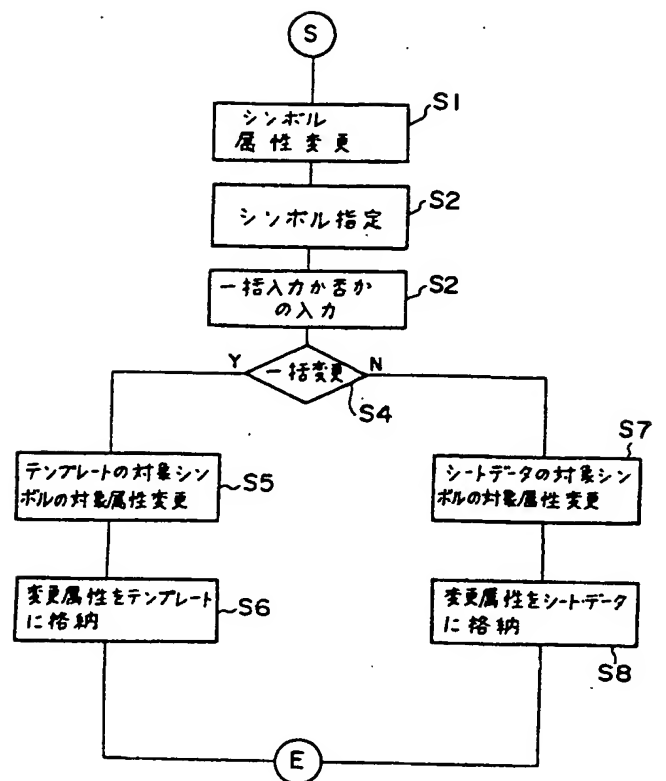 S
シンボル
属性変更
S1
シンボル指定
S2
一括入力か否か
の入力
S2
Y
一括変更
N
S4
テンプレートの対象シン
ボルの対象属性変更
S5
変更属性をテンプレート
に格納
S6
S7
シートデータの対象シン
ボルの対象属性変更
変更属性をシートデータ
に格納
S8
E